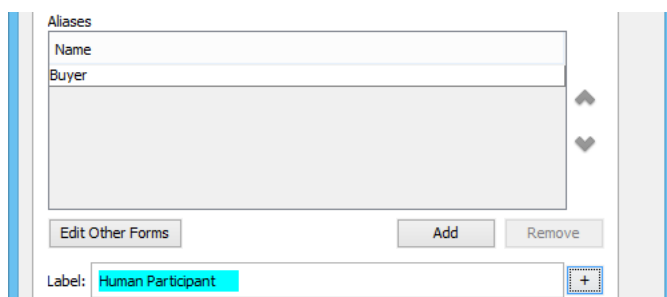 Aliases
Name
Buyer
Edit Other Forms Add Remove
Label: Human Participant +